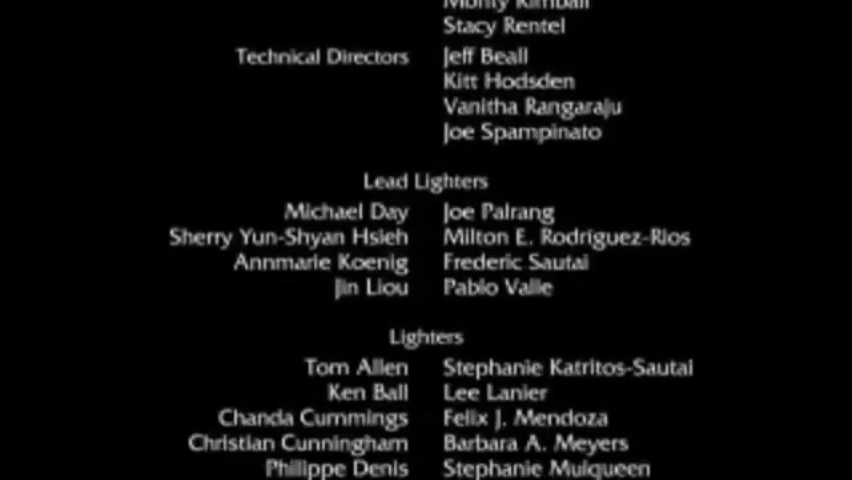 Monty Kimball
Stacy Rentel
Technical Directors Jeff Beall
Kitt Hodsden
Vanitha Rangaraju
Joe Spampinato
Lead Lighters
Michael Day Joe Palrang
Sherry Yun-Shyan Hsieh Milton E. Rodriguez-Rios
Annmarie Koenig Frederic Sautai
Jin Liou Pablo Valle
Lighters
Tom Allen Stephanie Katritos-Sautai
Ken Ball Lee Lanier
Chanda Cummings Felix J. Mendoza
Christian Cunningham Barbara A. Meyers
Philippe Denis Stephanie Mulqueen